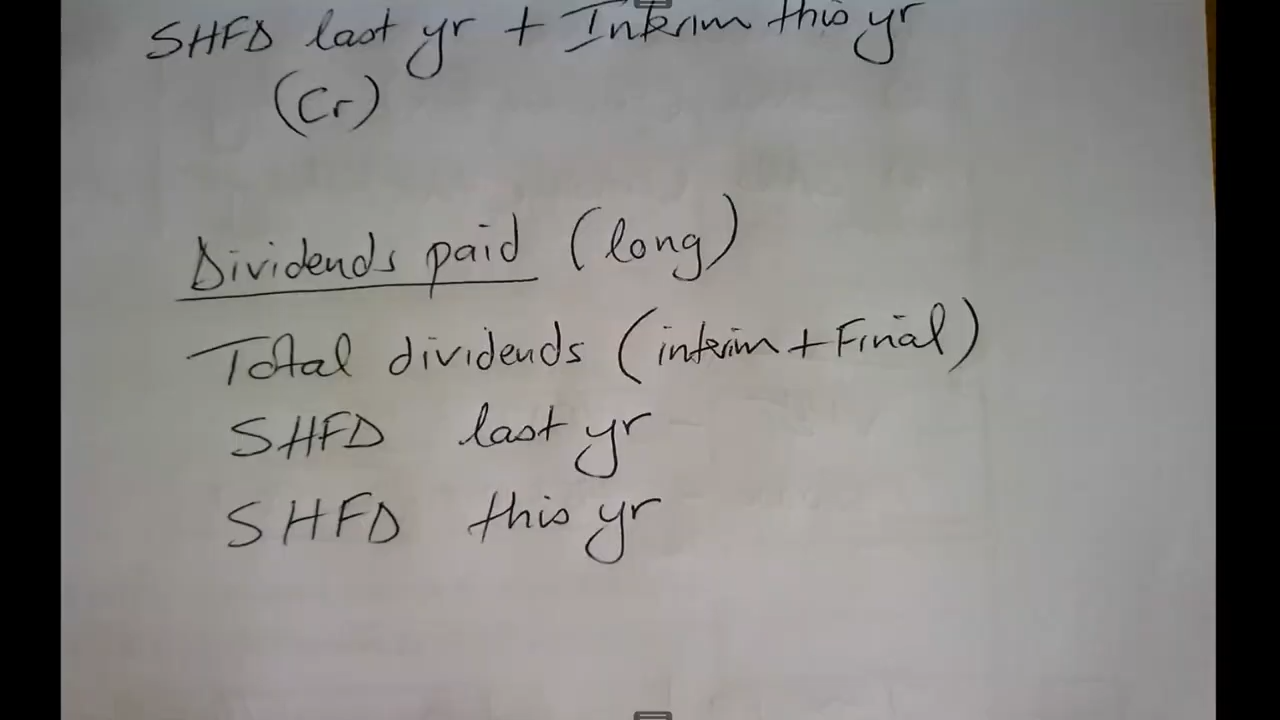 SHFD last yr + Interim this yr
(Cr)
Dividends paid (long)
Total dividends (interim + Final)
SHFD last yr
SHFD this yr